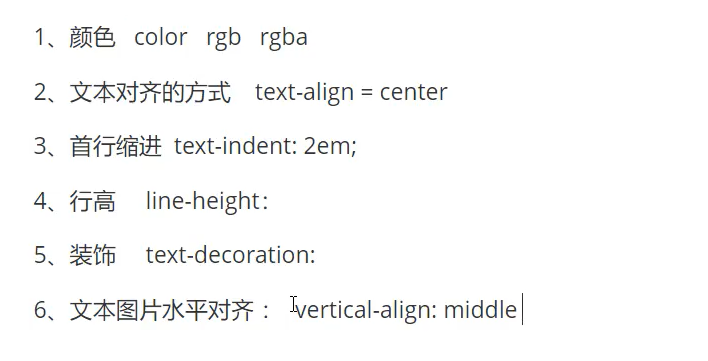 1、颜色 color rgb rgba
2、文本对齐的方式 text-align = center
3、首行缩进 text-indent: 2em;
4、行高 line-height：
5、装饰 text-decoration:
6、文本图片水平对齐： vertical-align: middle